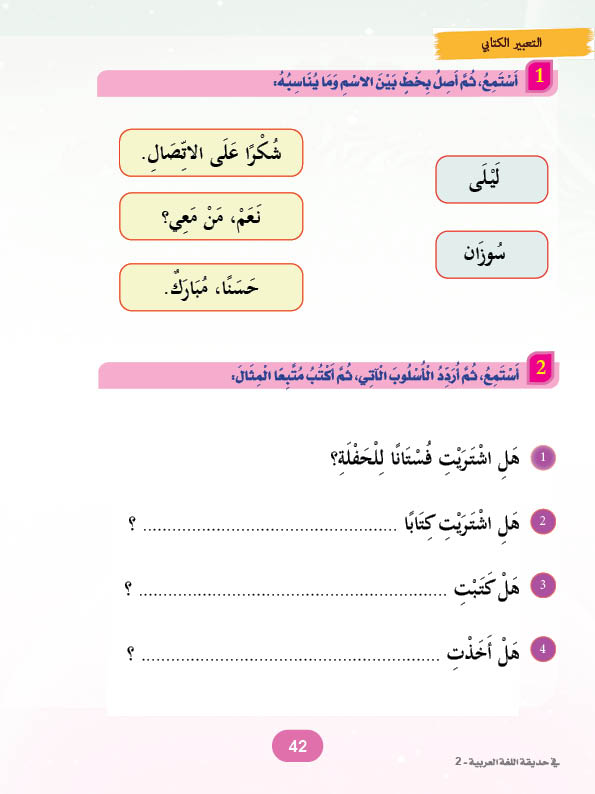 التعبير الكتابي
1 أَسْتَمِعُ، ثُمَّ أَصِلُ بِخَطٍّ بَيْنَ الاسْمِ وَمَا يُنَاسِبُهُ:
لَيْلَى
سُوزَان
شُكْرًا عَلَى الاتِّصَالِ.
نَعَمْ، مَنْ مَعِي؟
حَسَنًا، مُبَارَكٌ.
2 أَسْتَمِعُ، ثُمَّ أُرَدِّدُ الْأُسْلُوبَ الْآتِي، ثُمَّ أَكْتُبُ مُتَّبِعًا الْمِثَالَ:
1 هَلِ اشْتَرَيْتِ فُسْتَانًا لِلْحَفْلَةِ؟
2 هَلِ اشْتَرَيْتِ كِتَابًا ..................................................... ؟
3 هَلْ كَتَبْتِ ................................................................ ؟
4 هَلْ أَخَذْتِ .............................................................. ؟
42
في حديقة اللغة العربية - 2